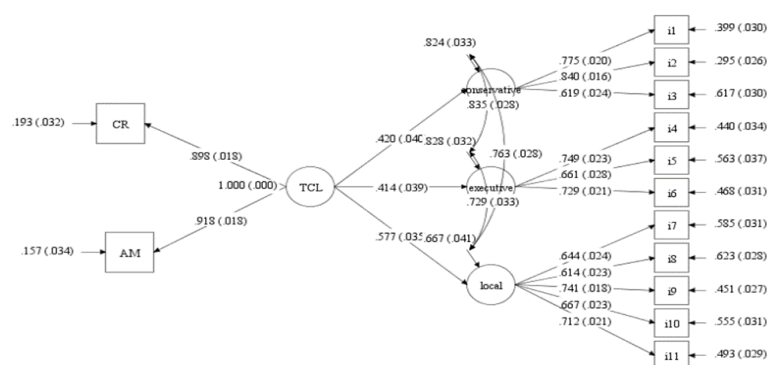 .824 (.033)
i1
.399 (.030)
.775 (.020)
.840 (.016)
i2
.295 (.026)
conservative
.619 (.024)
i3
.617 (.030)
.835 (.028)
.193 (.032)
CR
i4
.440 (.034)
.420 (.040
.828 (.032)
.763 (.028)
.749 (.023)
.898 (.018)
.661 (.028)
i5
.563 (.037)
1.000 (.000)
TCL
.414 (.039)
(executive)
.729 (.021)
i6
.468 (.031)
.729 (.033)
.918 (.018)
i7
.585 (.031)
.577 (.035
.667 (.041)
.157 (.034)
AM
.644 (.024)
i8
.623 (.028)
.614 (.023)
local
.741 (.018)
i9
.451 (.027)
.667 (.023)
i10
.555 (.031)
.712 (.021)
i11
.493 (.029)